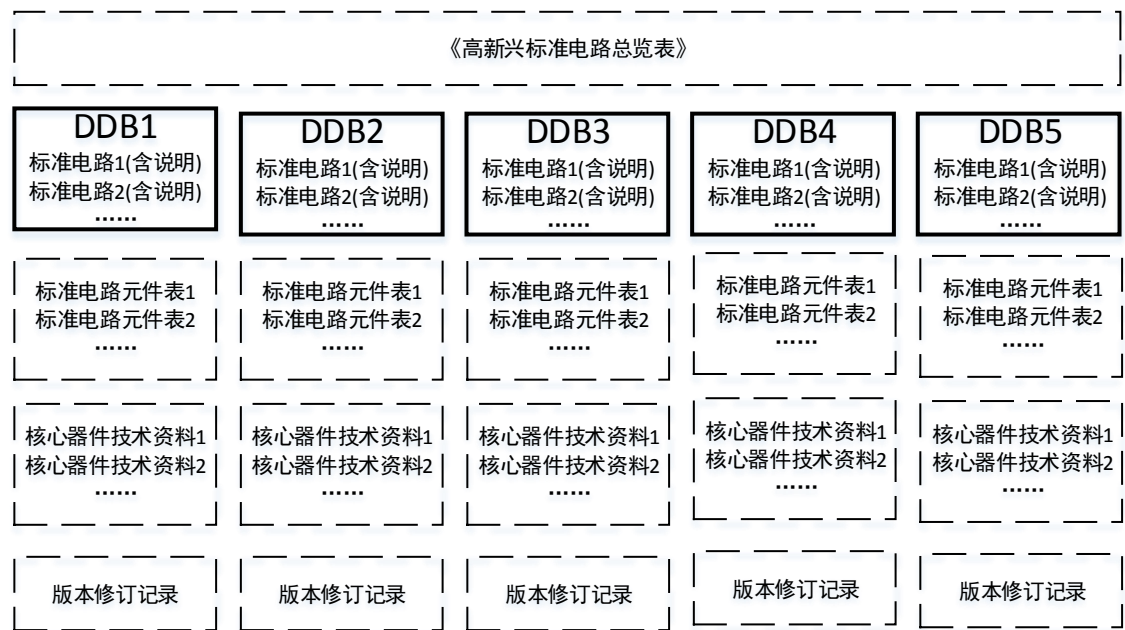 《高新兴标准电路总览表》
DDB1
标准电路1(含说明)
标准电路2(含说明)
......
DDB2
标准电路1(含说明)
标准电路2(含说明)
......
DDB3
标准电路1(含说明)
标准电路2(含说明)
......
DDB4
标准电路1(含说明)
标准电路2(含说明)
......
DDB5
标准电路1(含说明)
标准电路2(含说明)
......
标准电路元件表1
标准电路元件表2
......
标准电路元件表1
标准电路元件表2
......
标准电路元件表1
标准电路元件表2
......
标准电路元件表1
标准电路元件表2
......
标准电路元件表1
标准电路元件表2
......
核心器件技术资料1
核心器件技术资料2
......
核心器件技术资料1
核心器件技术资料2
......
核心器件技术资料1
核心器件技术资料2
......
核心器件技术资料1
核心器件技术资料2
......
核心器件技术资料1
核心器件技术资料2
......
版本修订记录
版本修订记录
版本修订记录
版本修订记录
版本修订记录